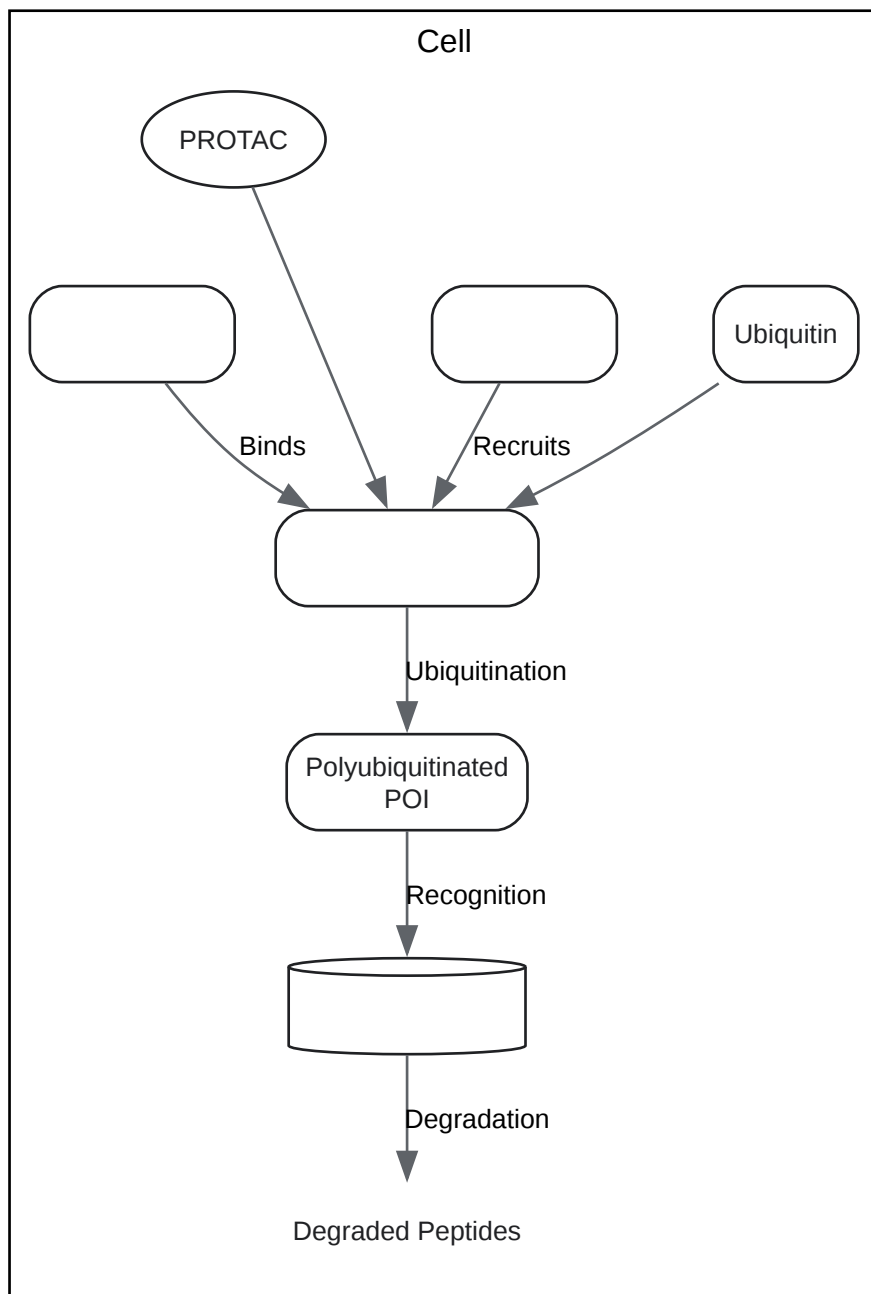 Cell
PROTAC
Ubiquitin
Binds
Recruits
Ubiquitination
Polyubiquitinated
POI
Recognition
Degradation
Degraded Peptides